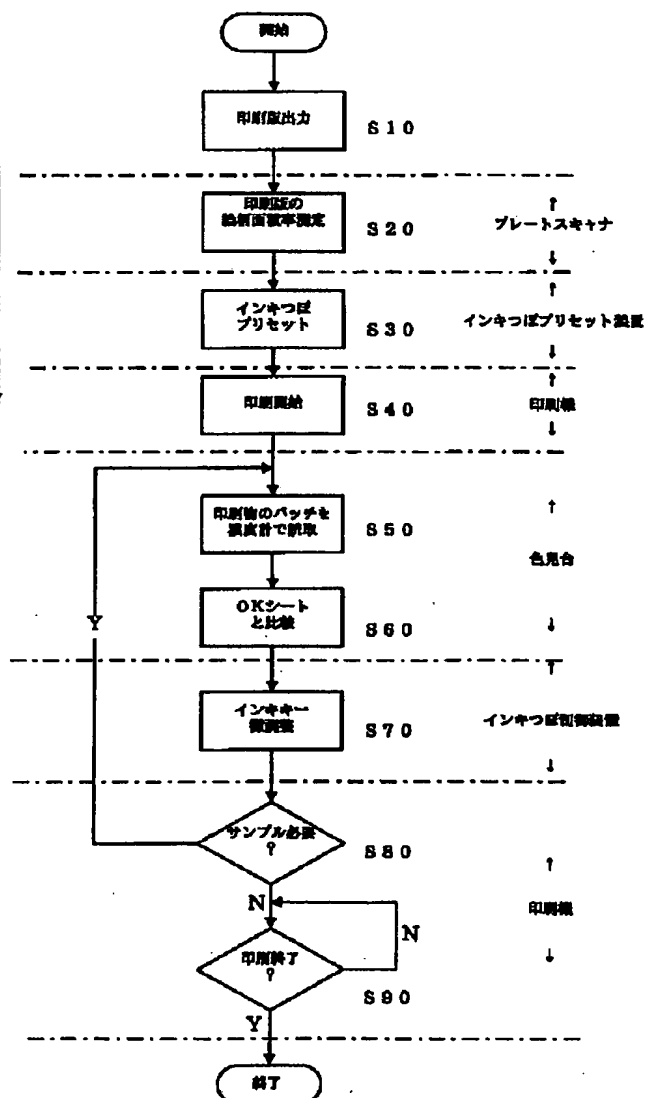 開始
印刷版出力
S10
印刷版の
絵柄面積率測定
S20
↑
プレートスキャナ
↓
インキつぼ
プリセット
S30
↑
インキつぼプリセット装置
↓
印刷開始
S40
↑
印刷機
↓
印刷物のパッチを
濃度計で読取
S50
↑
色見台
OKシート
と比較
S60
↓
Y
インキキー
微調整
S70
↑
インキつぼ制御装置
↓
サンプル必要
?
S80
↑
N
印刷機
N
印刷終了
?
↓
S90
Y
終了